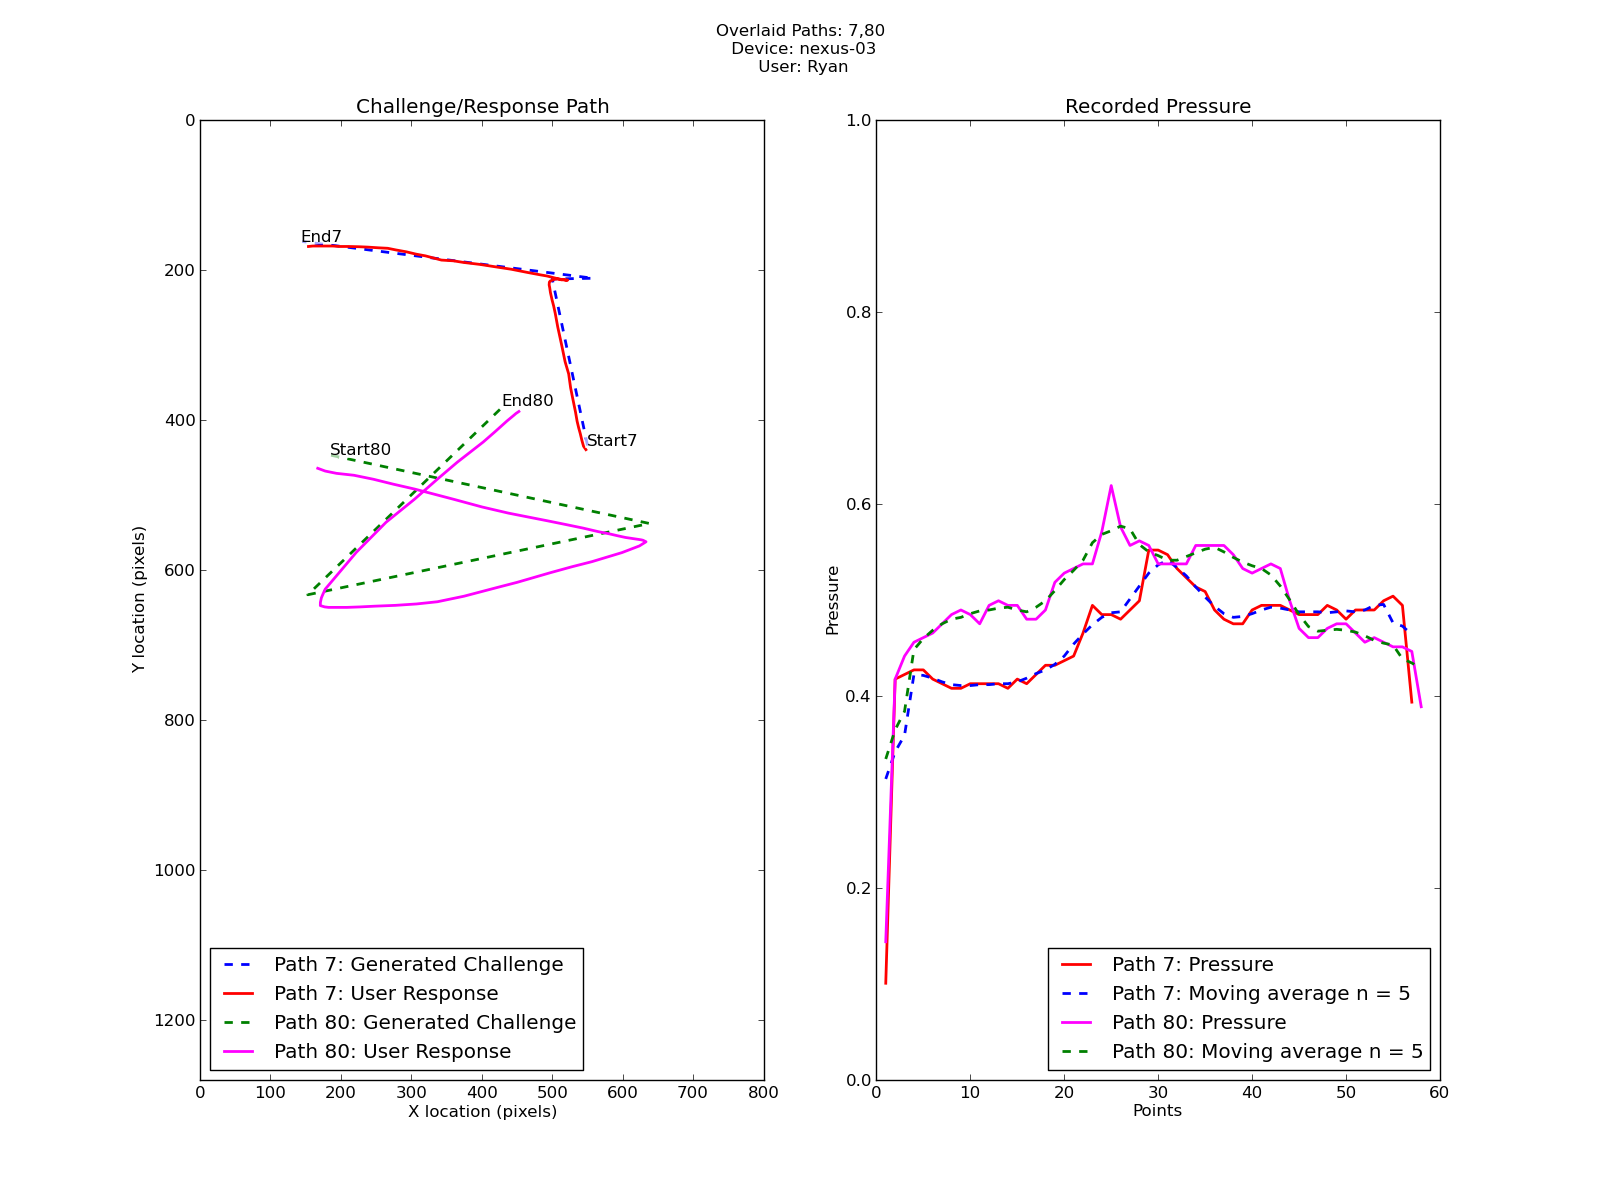 Overlaid Paths: 7,80
Device: nexus-03
User: Ryan
Challenge/Response Path
0
200
400
600
800
1000
1200
Y location (pixels)
End7
Start7
End80
Start80
Path 7: Generated Challenge
Path 7: User Response
Path 80: Generated Challenge
Path 80: User Response
0 100 200 300 400 500 600 700 800
X location (pixels)
Recorded Pressure
1.0
0.8
0.6
0.4
0.2
0.0
Pressure
Path 7: Pressure
Path 7: Moving average n = 5
Path 80: Pressure
Path 80: Moving average n = 5
0 10 20 30 40 50 60
Points